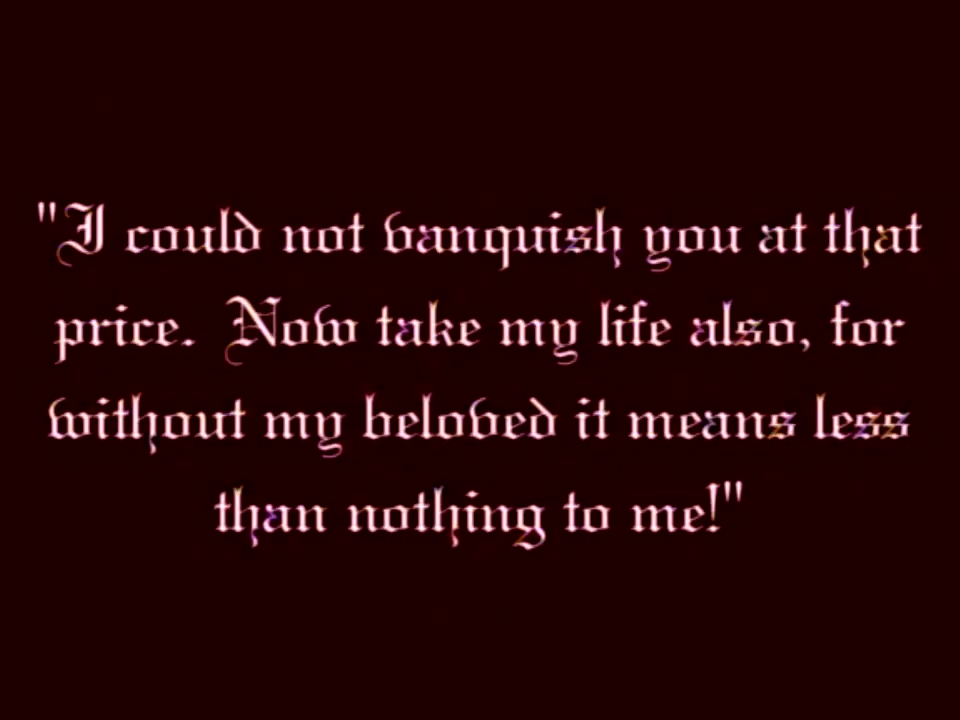 "I could not vanquish you at that
price.  Now take my life also, for
without my beloved it means less
than nothing to me!"